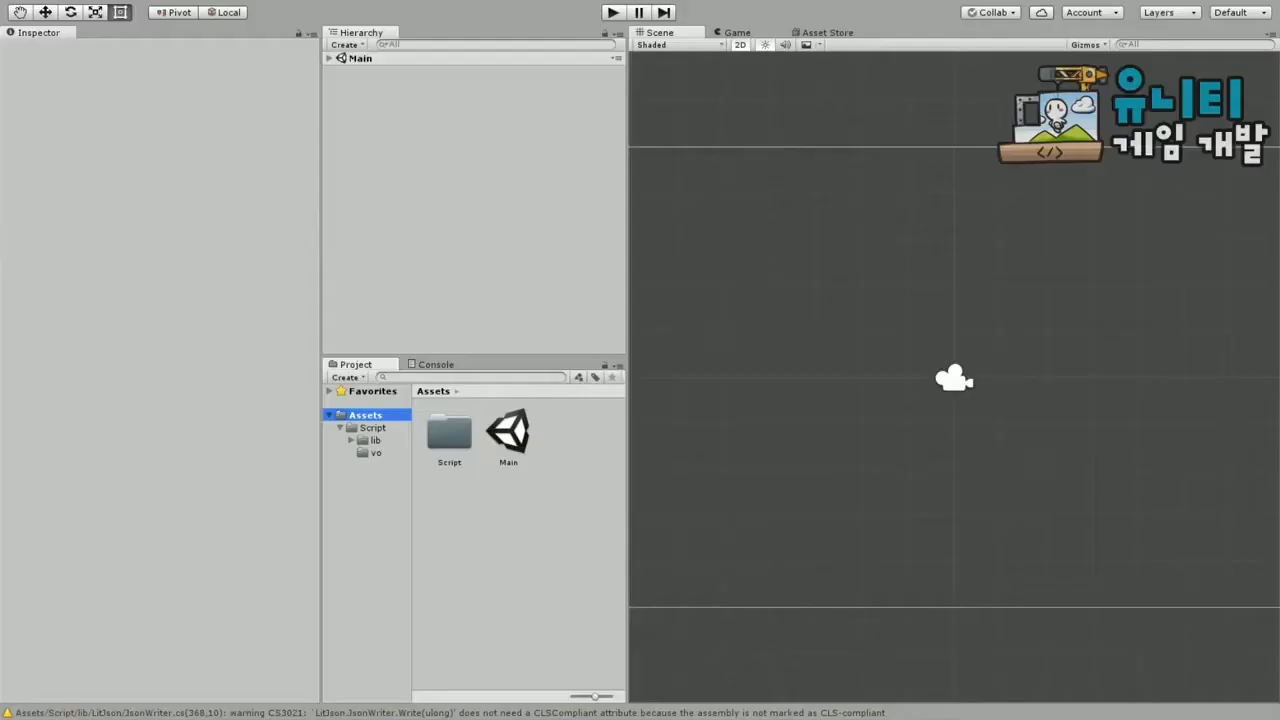 Pivot
Local
Collab
Account
Layers
Default
Inspector
Hierarchy
Create
All
Main
Scene
Game
Asset Store
Shaded
2D
Gizmos
All
유니티
게임 개발
</>
Project
Console
Create
Favorites
Assets
Script
lib
vo
Assets
Script
Main
Assets/Script/lib/LitJson/JsonWriter.cs(368,10): warning CS3021: `LitJson.JsonWriter.Write(ulong)' does not need a CLSCompliant attribute because the assembly is not marked as CLS-compliant